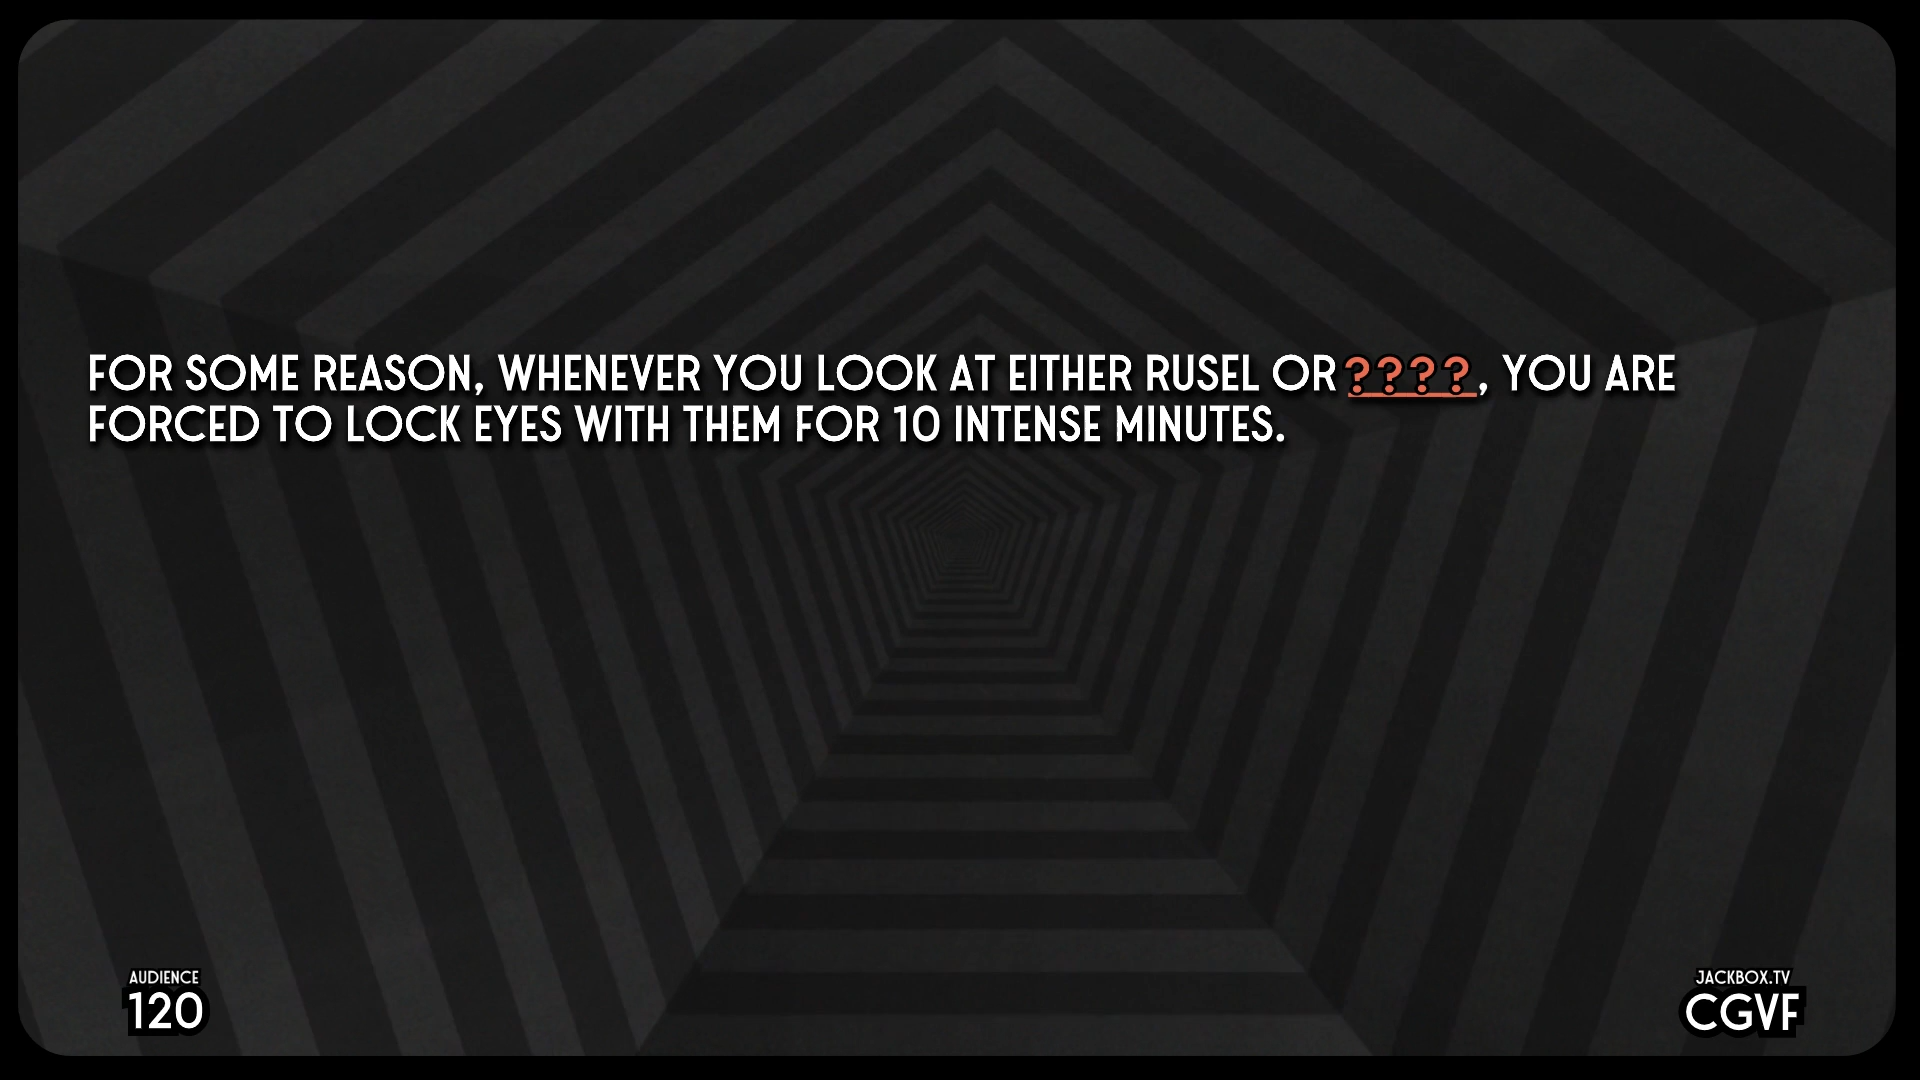 FOR SOME REASON, WHENEVER YOU LOOK AT EITHER RUSEL OR ????, YOU ARE
FORCED TO LOCK EYES WITH THEM FOR 10 INTENSE MINUTES.
AUDIENCE
120
JACKBOX.TV
CGVF